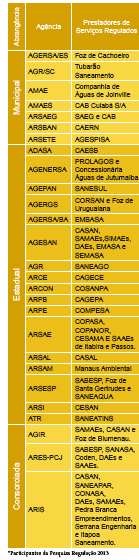 Abrangência
Agência
Prestadores de
Serviços Regulados
Municipal
AGERSA/ES
Foz de Cachoeiro
AGR/SC
Tubarão
Saneamento
AMAE
Companhia de
Águas de Joinville
AMAES
CAB Cuiabá S/A
ARSAEG
SAEG e CAB
ARSBAN
CAERN
ARSETE
AGESPISA
Estadual
ADASA
CAESB
AGENERSA
PROLAGOS e
Concessionária
Águas de Juturnaíba
AGEPAN
SANESUL
AGERGS
CORSAN e Foz de
Uruguaiana
AGERSA/BA
EMBASA
AGESAN
CASAN,
SAMAEs,SIMAEs,
DAEs, EMASA e
SEMASA
AGR
SANEAGO
ARCE
CAGECE
ARCON
COSANPA
ARPB
CAGEPA
ARPE
COMPESA
ARSAE
COPASA,
COPANOR,
CESAMA E SAAEs
de Itabira e Passos.
ARSAL
CASAL
ARSAM
Manaus Ambiental
ARSESP
SABESP, Foz de
Santa Gertrudes e
SANEAQUA
ARSI
CESAN
ATR
SANEATINS
Consorciada
AGIR
SAMAEs, CASAN e
Foz de Blumenau.
ARES-PCJ
SABESP, SANASA,
Coden, DAEs e
SAAEs.
ARIS
CASAN,
SANEPAR,
CONASA,
DAEs, SAMAEs,
Pedra Branca
Empreendimentos,
Serrana Engenharia
e Itapoá
Saneamento.
*Participantes da Pesquisa Regulação 2013